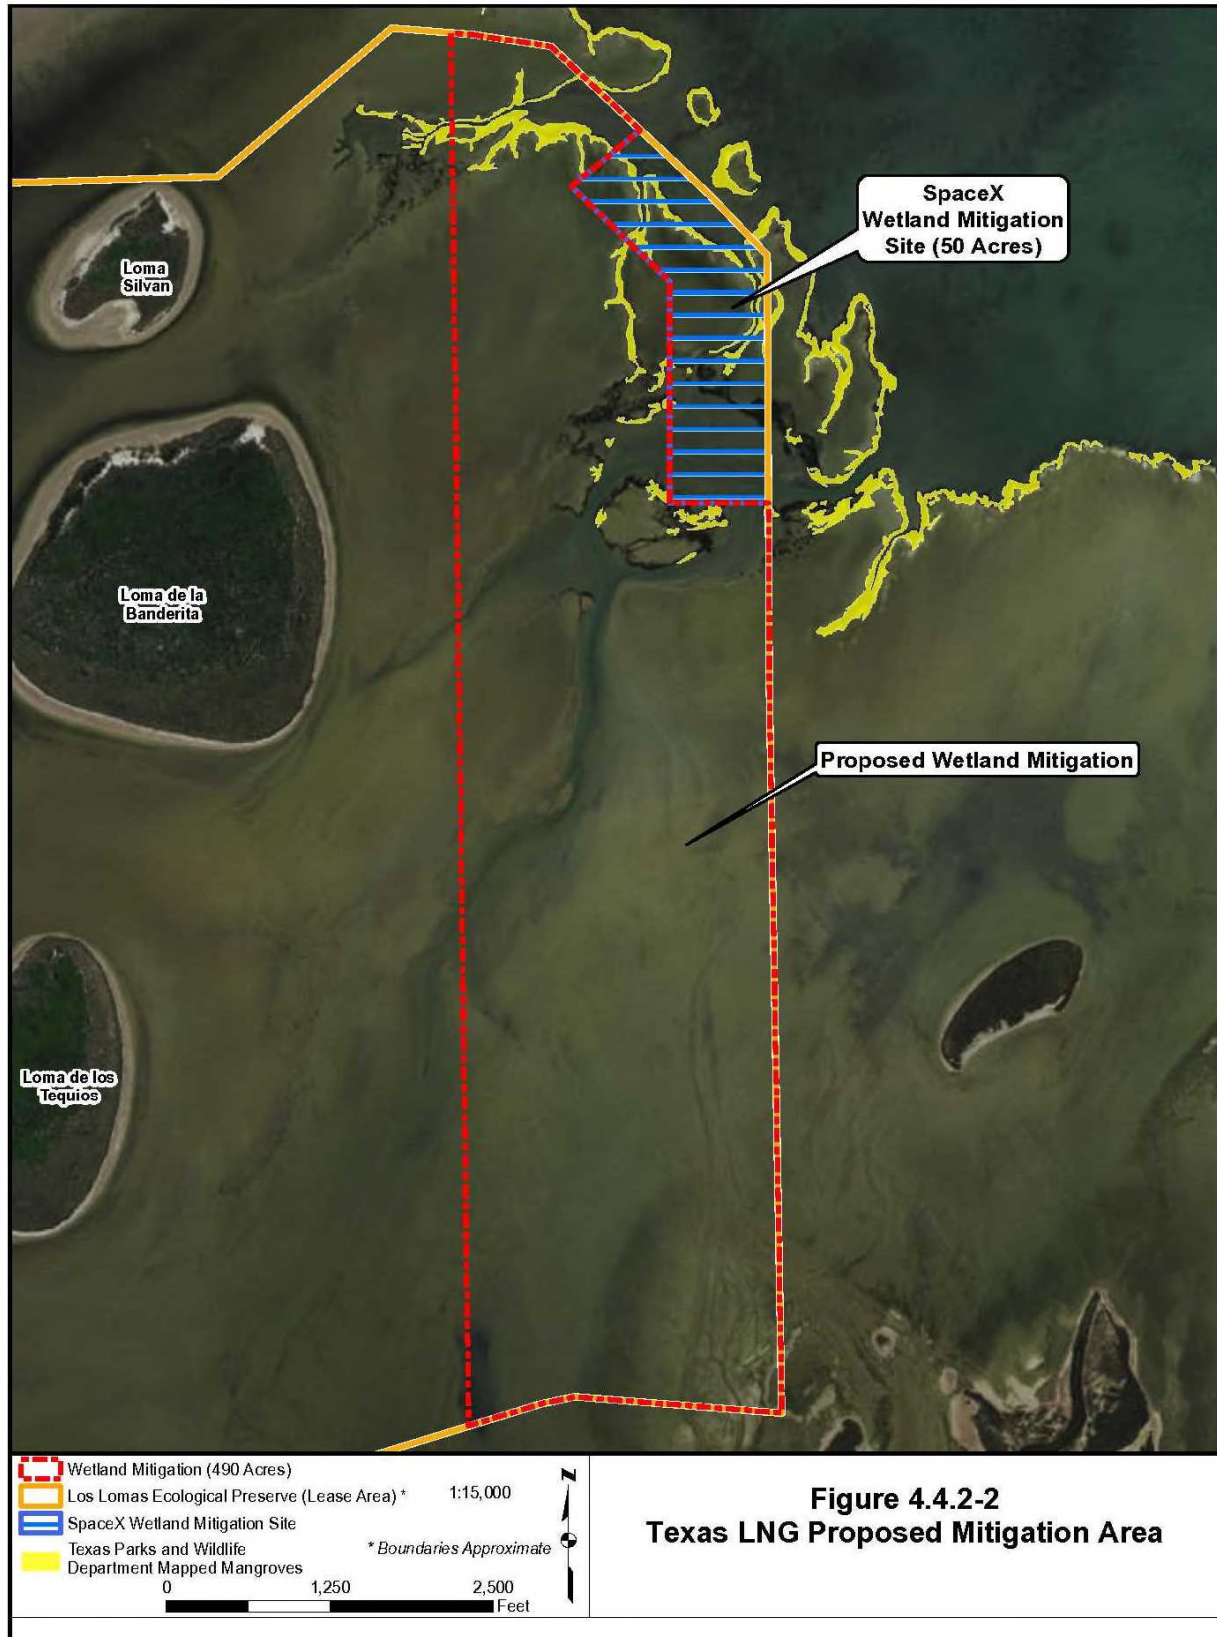 SpaceX
Wetland Mitigation
Site (50 Acres)
Loma
Silvan
Loma de la
Banderita
Proposed Wetland Mitigation
Loma de los
Tequios
Wetland Mitigation (490 Acres)
Los Lomas Ecological Preserve (Lease Area) *
1:15,000
SpaceX Wetland Mitigation Site
Texas Parks and Wildlife
Department Mapped Mangroves
* Boundaries Approximate
N
0 1,250 2,500
Feet
Figure 4.4.2-2
Texas LNG Proposed Mitigation Area